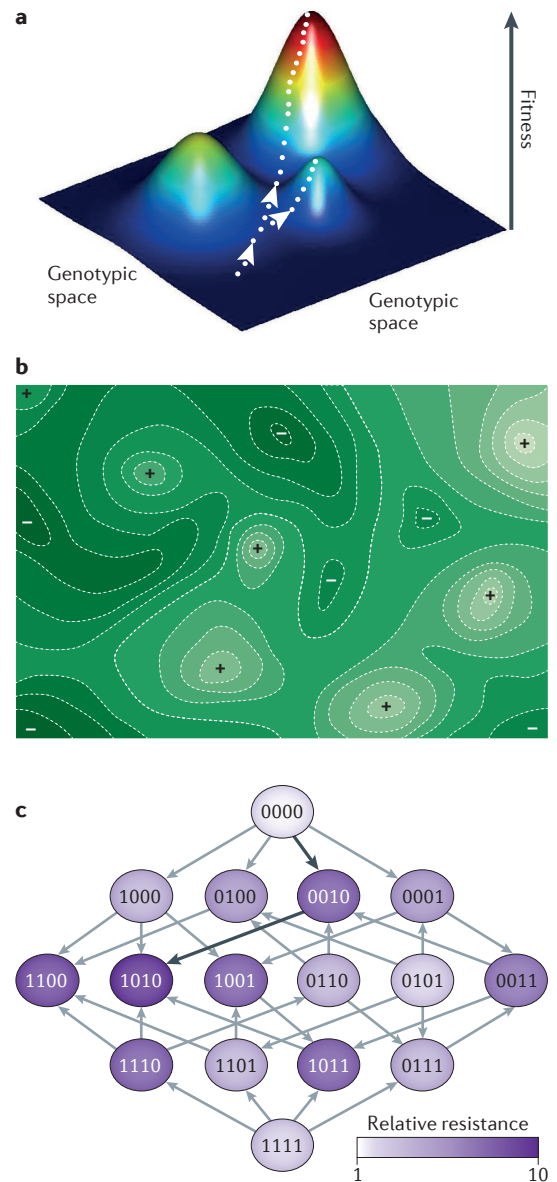 a
Fitness
Genotypic
space
Genotypic
space
b
+
−
+
+
−
−
+
−
+
+
+
−
−
c
0000
1000 0100 0010 0001
1100 1010 1001 0110 0101 0011
1110 1101 1011 0111
1111
Relative resistance
1 10